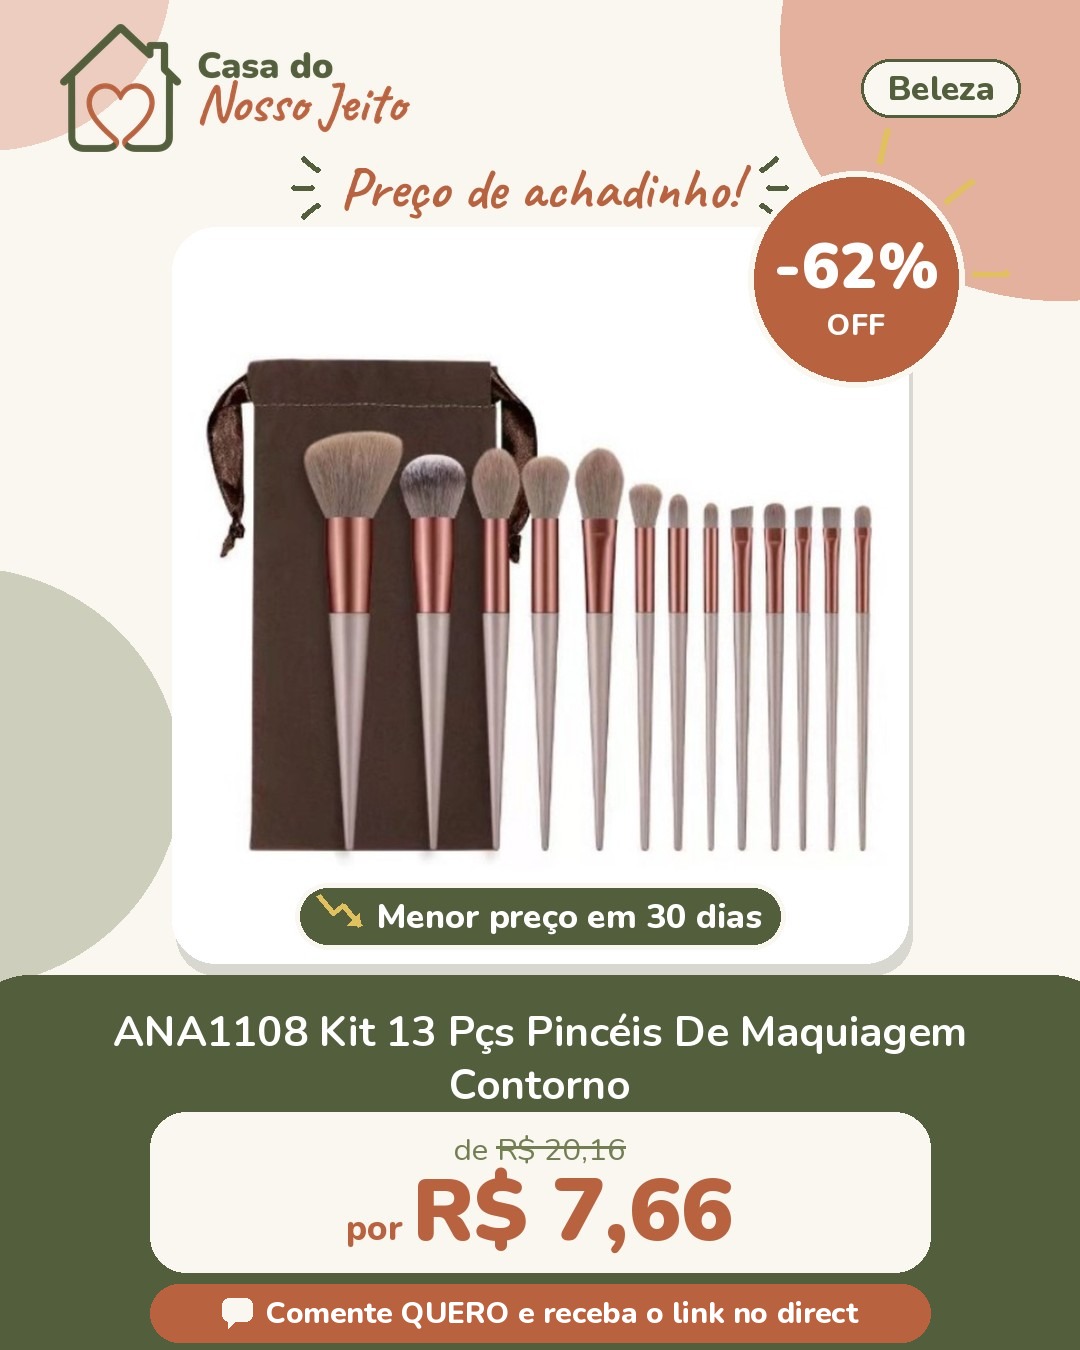 Casa do
Nosso Jeito
Beleza
Preço de achadinho!
-62%
OFF
Menor preço em 30 dias
ANA1108 Kit 13 Pçs Pincéis De Maquiagem
Contorno
de R$ 20,16
por R$ 7,66
Comente QUERO e receba o link no direct